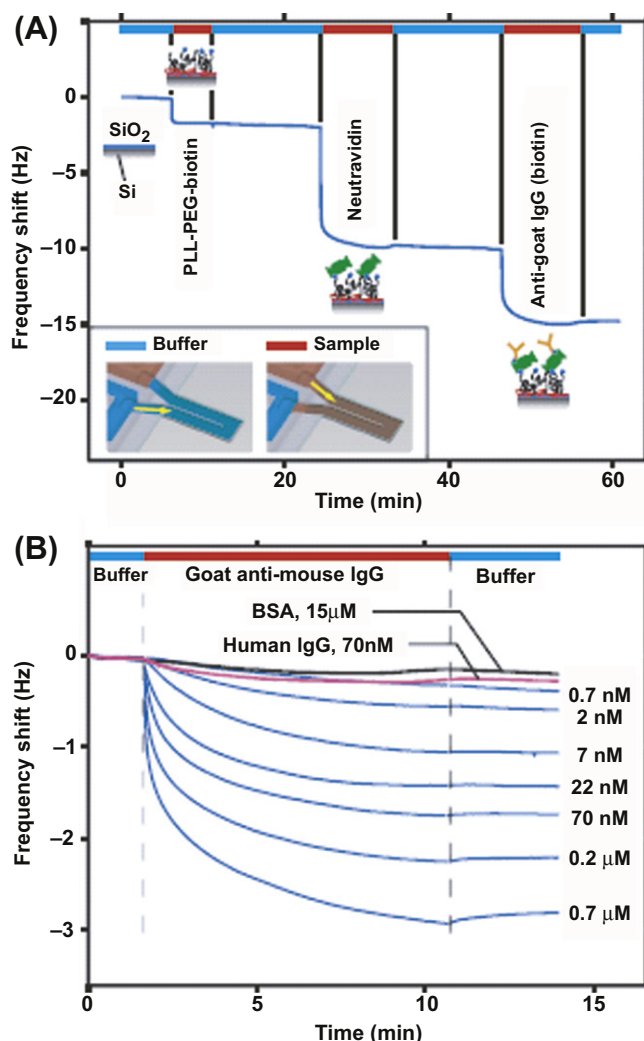 (A)
0
SiO2
Si
−5
PLL-PEG-biotin
Neutravidin
Anti-goat IgG (biotin)
−10
−15
Buffer
Sample
−20
Frequency shift (Hz)
0
20
40
60
Time (min)
(B)
Buffer
Goat anti-mouse IgG
Buffer
BSA, 15μM
Human IgG, 70nM
0
0.7 nM
2 nM
−1
7 nM
22 nM
70 nM
−2
0.2 μM
0.7 μM
−3
Frequency shift (Hz)
0
5
10
15
Time (min)